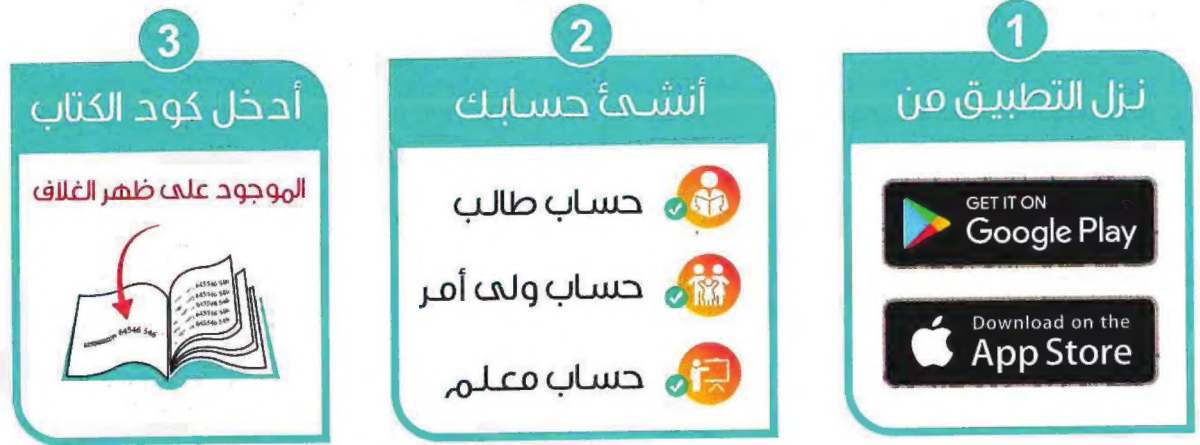 1
نزل التطبيق من
GET IT ON
Google Play
Download on the
App Store
2
أنشئ حسابك
حساب طالب
حساب ولى أمر
حساب معلم
3
أدخل كود الكتاب
الموجود على ظهر الغلاف